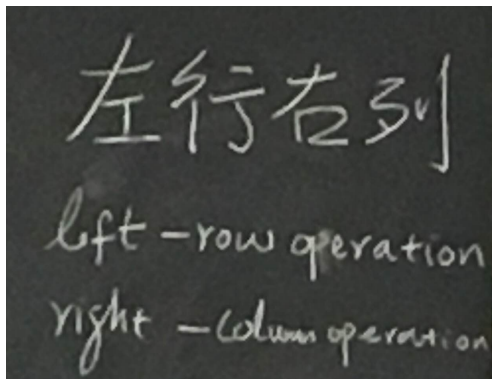 左行右列
left - row operation
right - column operation